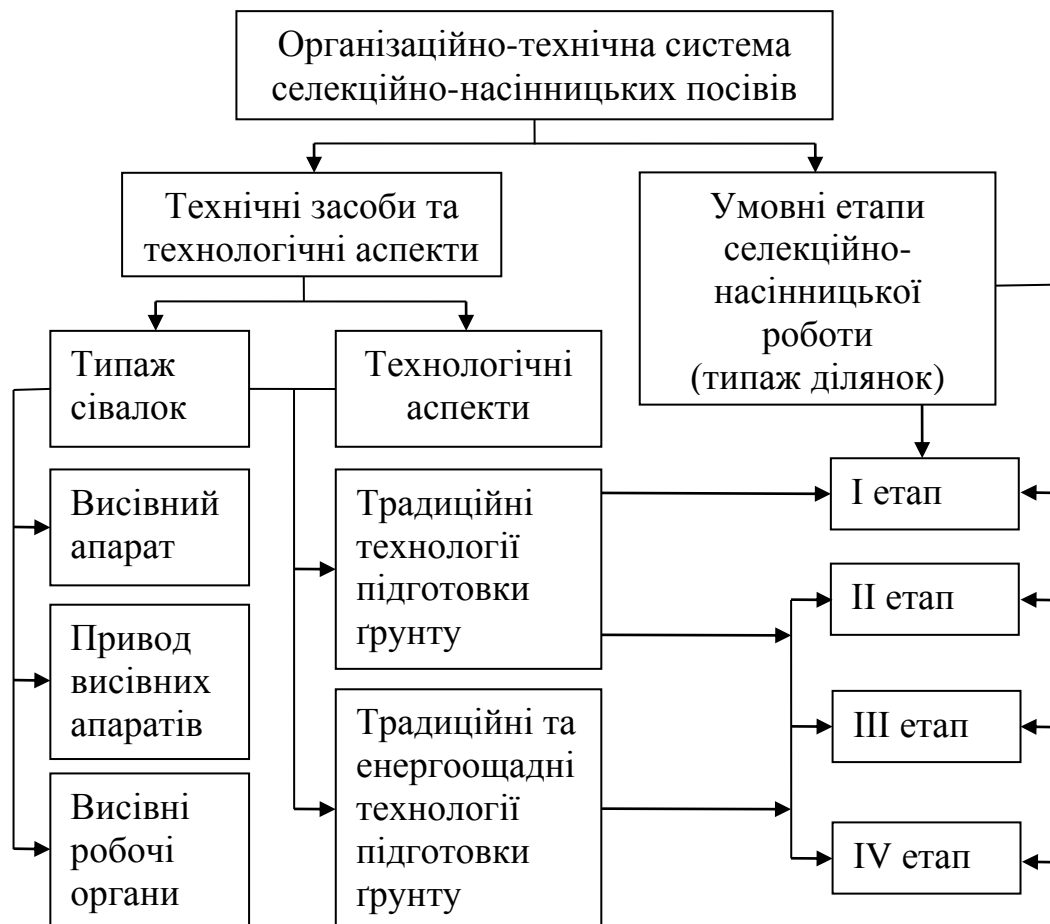 Організаційно-технічна система
селекційно-насінницьких посівів
Технічні засоби та
технологічні аспекти
Умовні етапи
селекційно-
насінницької
роботи
(типаж ділянок)
Типаж
сівалок
Технологічні
аспекти
Висівний
апарат
Привод
висівних
апаратів
Висівні
робочі
органи
Традиційні
технології
підготовки
ґрунту
Традиційні та
енергоощадні
технології
підготовки
ґрунту
І етап
ІІ етап
ІІІ етап
ІV етап